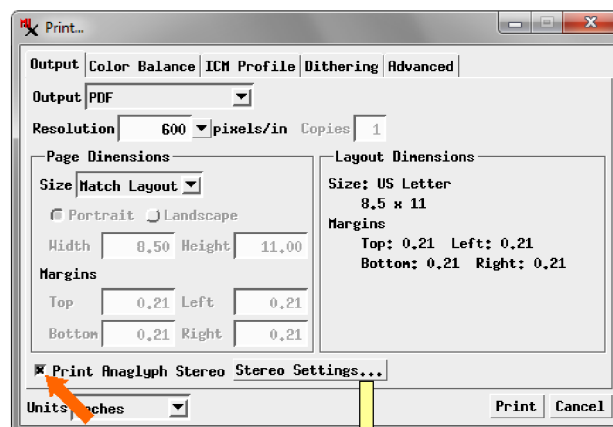 Print...
Output Color Balance ICM Profile Dithering Advanced
Output PDF
Resolution 600 pixels/in Copies 1
Page Dimensions
Size Match Layout
Portrait Landscape
Width 8.50 Height 11.00
Margins
Top 0.21 Left 0.21
Bottom 0.21 Right 0.21
Layout Dimensions
Size: US Letter
8.5 x 11
Margins
Top: 0.21 Left: 0.21
Bottom: 0.21 Right: 0.21
Print Anaglyph Stereo Stereo Settings...
Units Inches
Print Cancel